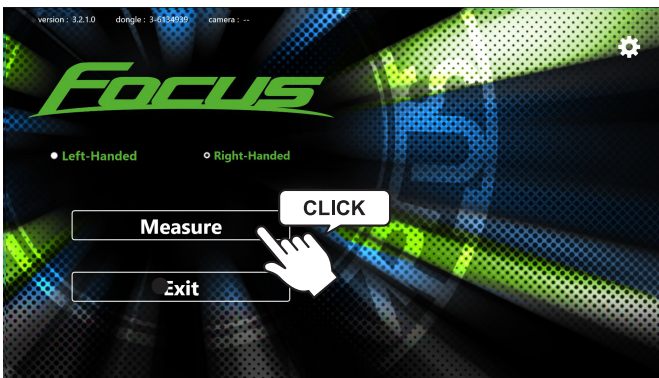 version : 3.2.1.0 dongle : 3-6134939 camera : --
FOCUS
Left-Handed Right-Handed
CLICK
Measure
Exit